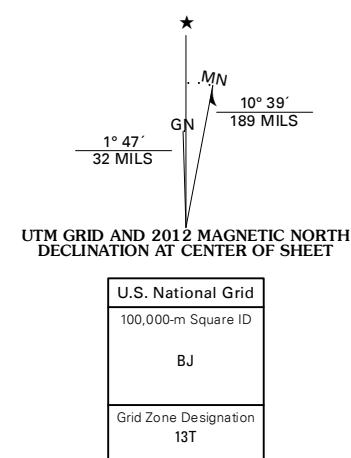 ★
MN
GN
10° 39´
189 MILS
1° 47´
32 MILS
UTM GRID AND 2012 MAGNETIC NORTH
DECLINATION AT CENTER OF SHEET
U.S. National Grid
100,000-m Square ID
BJ
Grid Zone Designation
13T